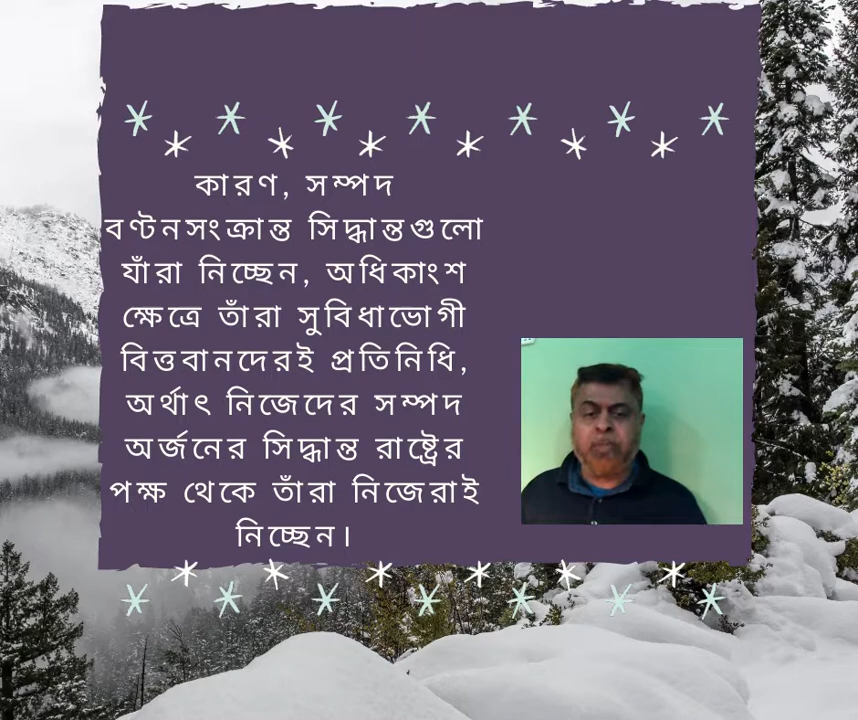 কারণ, সম্পদ
বণ্টনসংক্রান্ত সিদ্ধান্তগুলো
যাঁরা নিচ্ছেন, অধিকাংশ
ক্ষেত্রে তাঁরা সুবিধাভোগী
বিত্তবানদেরই প্রতিনিধি,
অর্থাৎ নিজেদের সম্পদ
অর্জনের সিদ্ধান্ত রাষ্ট্রের
পক্ষ থেকে তাঁরা নিজেরাই
নিচ্ছেন।